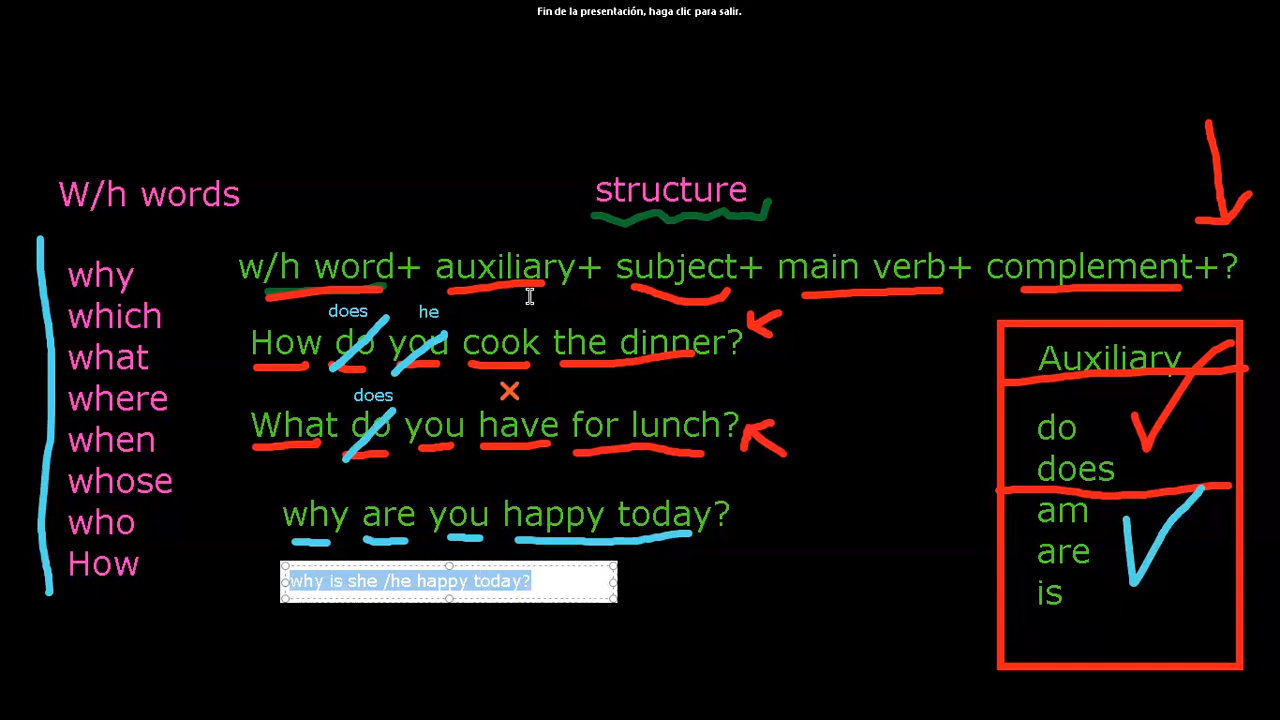 Fin de la presentación, haga clic para salir.
W/h words
structure
why
which
what
where
when
whose
who
How
w/h word+ auxiliary+ subject+ main verb+ complement+?
does he
How do you cook the dinner?
does
What do you have for lunch?
why are you happy today?
why is she /he happy today?
Auxiliary
do
does
am
are
is